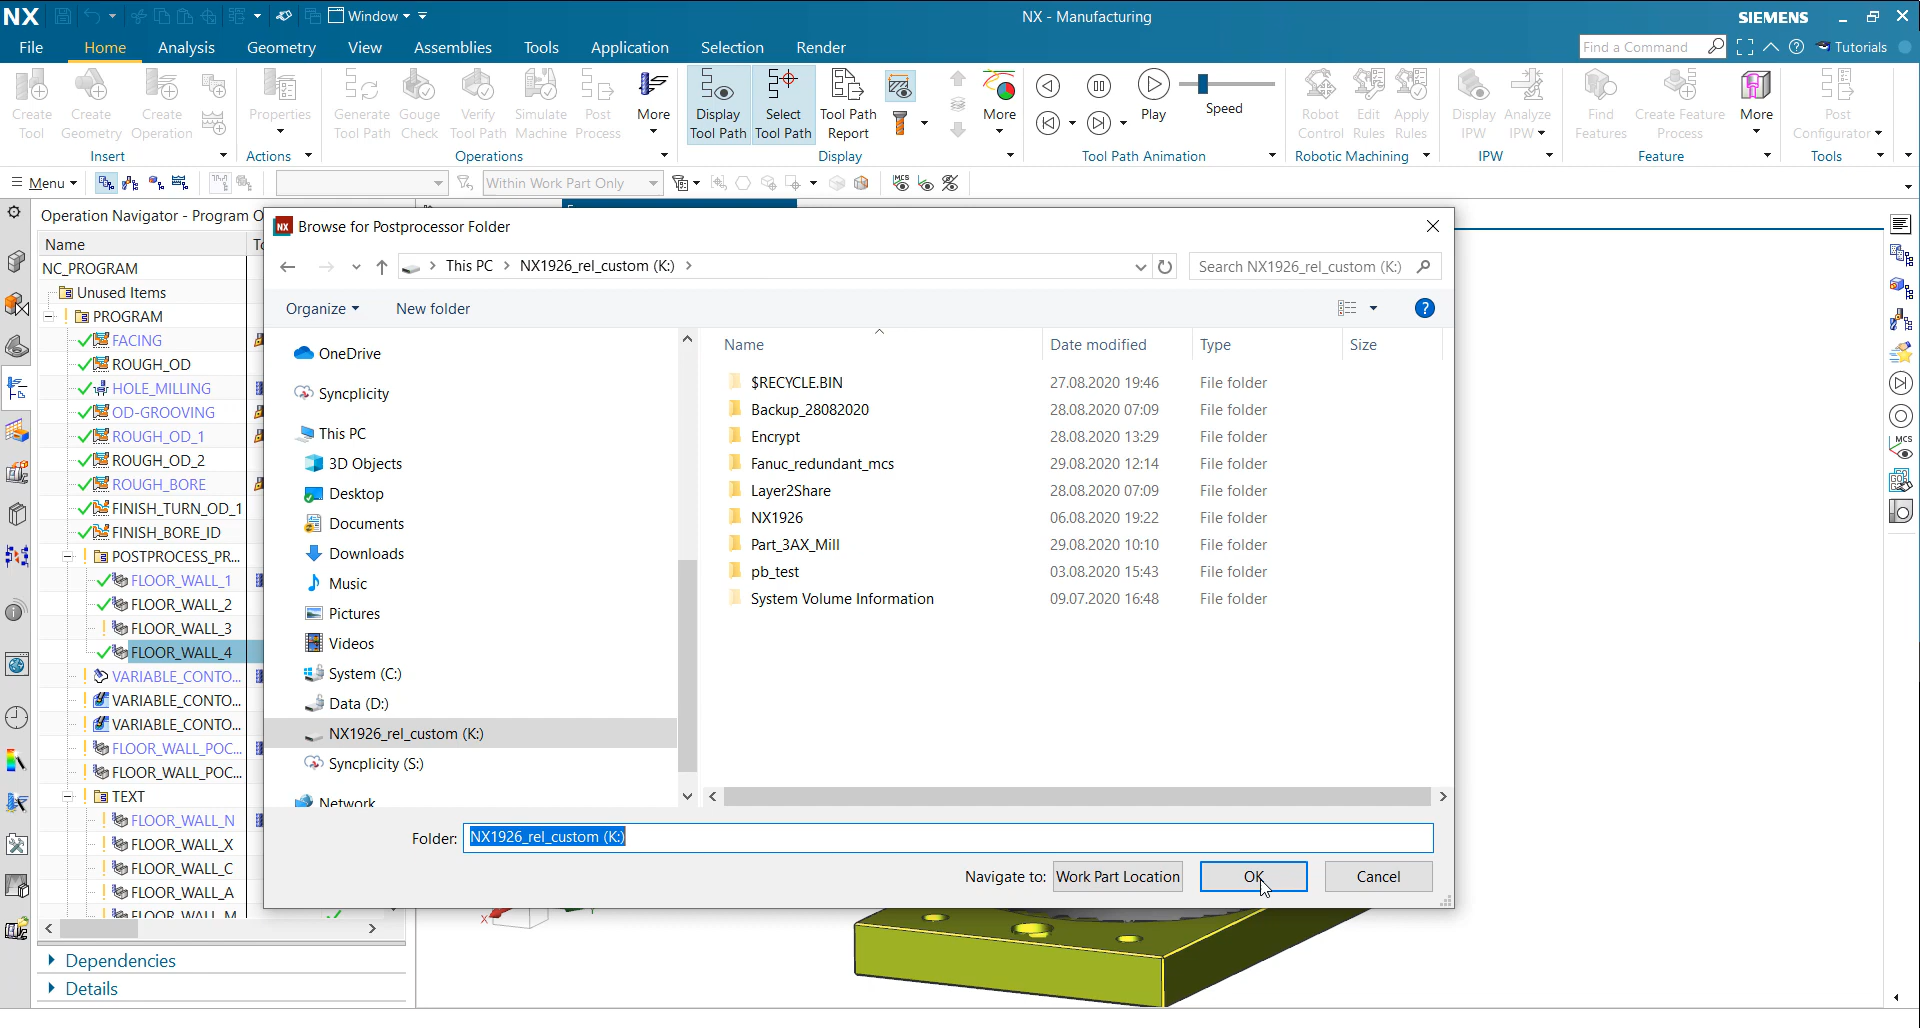 NX
Window
NX - Manufacturing
SIEMENS
File
Home
Analysis
Geometry
View
Assemblies
Tools
Application
Selection
Render
Find a Command
Tutorials
Create Tool
Create Geometry
Create Operation
Insert
Properties
Actions
Generate Tool Path
Gouge Check
Verify Tool Path
Simulate Machine
Post Process
More
Operations
Display Tool Path
Select Tool Path
Tool Path Report
More
Display
Play
Speed
Tool Path Animation
Robot Control
Edit Rules
Apply Rules
Robotic Machining
Display IPW
Analyze IPW
IPW
Find Features
Create Feature Process
More
Feature
Post Configurator
Tools
Menu
Within Work Part Only
MCS
Operation Navigator - Program O
Name
NC_PROGRAM
Unused Items
PROGRAM
FACING
ROUGH_OD
HOLE_MILLING
OD-GROOVING
ROUGH_OD_1
ROUGH_OD_2
ROUGH_BORE
FINISH_TURN_OD_1
FINISH_BORE_ID
POSTPROCESS_PR...
FLOOR_WALL_1
FLOOR_WALL_2
FLOOR_WALL_3
FLOOR_WALL_4
VARIABLE_CONTO...
VARIABLE_CONTO...
VARIABLE_CONTO...
FLOOR_WALL_POC...
FLOOR_WALL_POC...
TEXT
FLOOR_WALL_N
FLOOR_WALL_X
FLOOR_WALL_C
FLOOR_WALL_A
FLOOR_WALL_M
Dependencies
Details
NX Browse for Postprocessor Folder
This PC
NX1926_rel_custom (K:)
Search NX1926_rel_custom (K:)
Organize
New folder
OneDrive
Syncplicity
This PC
3D Objects
Desktop
Documents
Downloads
Music
Pictures
Videos
System (C:)
Data (D:)
NX1926_rel_custom (K:)
Syncplicity (S:)
Network
Name Date modified Type Size
$RECYCLE.BIN 27.08.2020 19:46 File folder
Backup_28082020 28.08.2020 07:09 File folder
Encrypt 28.08.2020 13:29 File folder
Fanuc_redundant_mcs 29.08.2020 12:14 File folder
Layer2Share 28.08.2020 07:09 File folder
NX1926 06.08.2020 19:22 File folder
Part_3AX_Mill 29.08.2020 10:10 File folder
pb_test 03.08.2020 15:43 File folder
System Volume Information 09.07.2020 16:48 File folder
Folder: NX1926_rel_custom (K:)
Navigate to: Work Part Location
OK
Cancel
X
MCS